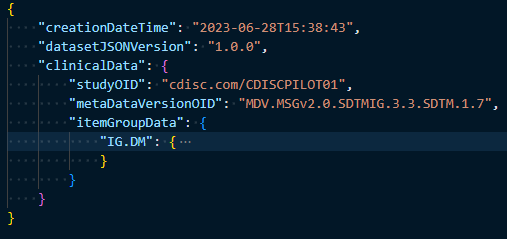 {
"creationDateTime": "2023-06-28T15:38:43",
"datasetJSONVersion": "1.0.0",
"clinicalData": {
"studyOID": "cdisc.com/CDISCPILOT01",
"metaDataVersionOID": "MDV.MSGv2.0.SDTMIG.3.3.SDTM.1.7",
"itemGroupData": {
"IG.DM": {⋯
}
}
}
}